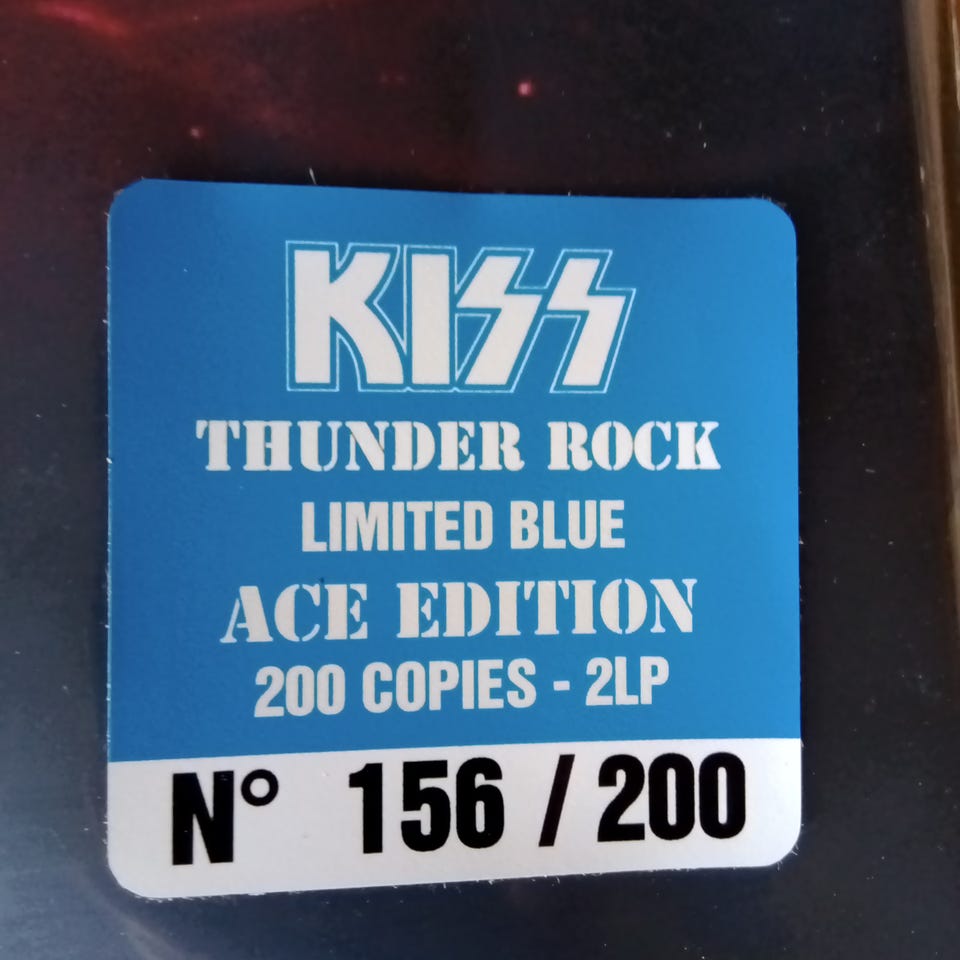 KISS
THUNDER ROCK
LIMITED BLUE
ACE EDITION
200 COPIES - 2LP
N° 156 / 200